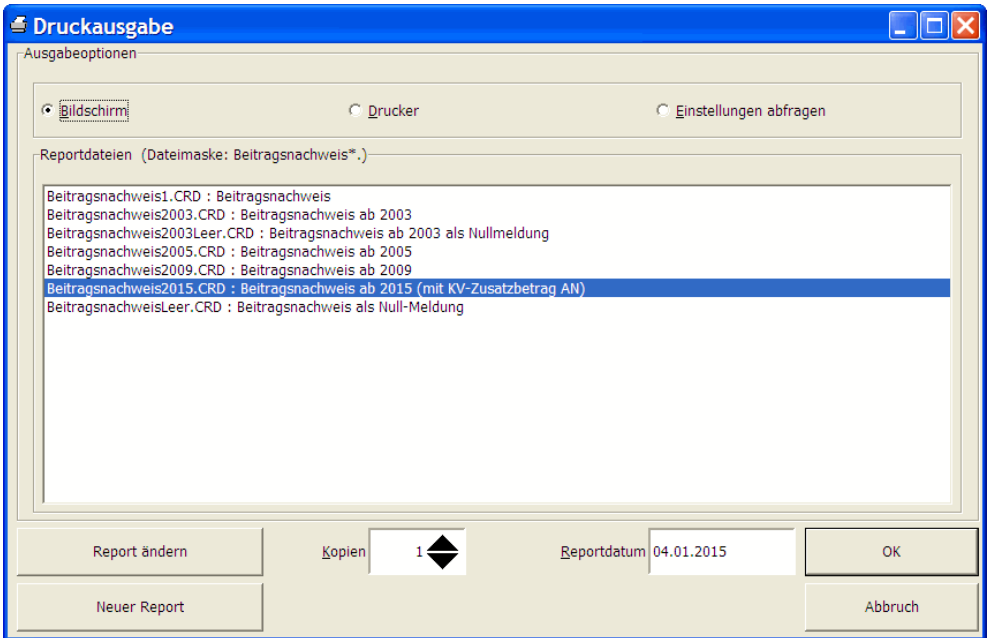 Druckausgabe
Ausgabeoptionen
Bildschirm Drucker Einstellungen abfragen
Reportdateien (Dateimaske: Beitragsnachweis*.)
Beitragsnachweis1.CRD : Beitragsnachweis
Beitragsnachweis2003.CRD : Beitragsnachweis ab 2003
Beitragsnachweis2003Leer.CRD : Beitragsnachweis ab 2003 als Nullmeldung
Beitragsnachweis2005.CRD : Beitragsnachweis ab 2005
Beitragsnachweis2009.CRD : Beitragsnachweis ab 2009
Beitragsnachweis2015.CRD : Beitragsnachweis ab 2015 (mit KV-Zusatzbetrag AN)
BeitragsnachweisLeer.CRD : Beitragsnachweis als Null-Meldung
Report ändern Kopien 1 Reportdatum 04.01.2015 OK
Neuer Report Abbruch